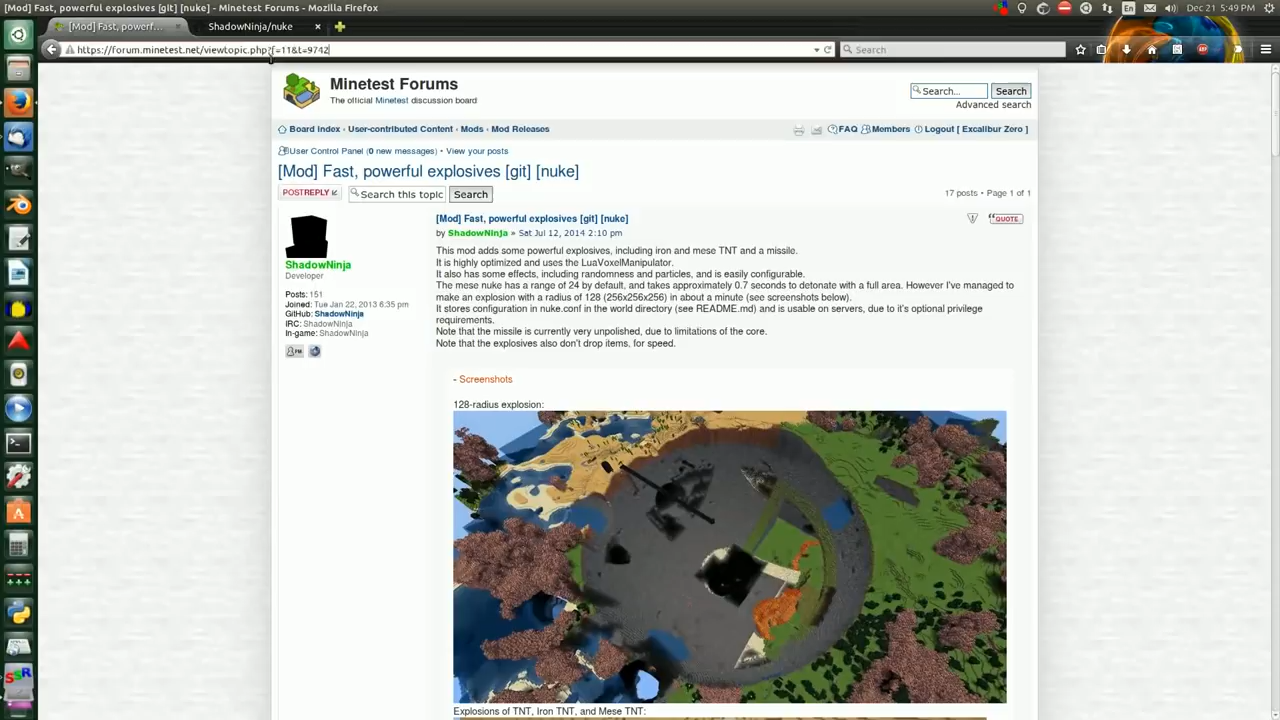 [Mod] Fast, powerful explosives [git] [nuke] - Minetest Forums - Mozilla Firefox
En
Dec 21 5:49 PM
[Mod] Fast, powerf...
ShadowNinja/nuke
https://forum.minetest.net/viewtopic.php?f=11&t=9742
Search
Minetest Forums
The official Minetest discussion board
Search...
Search
Advanced search
Board index ‹ User-contributed Content ‹ Mods ‹ Mod Releases
FAQ Members Logout [ Excalibur Zero ]
User Control Panel (0 new messages) • View your posts
[Mod] Fast, powerful explosives [git] [nuke]
POSTREPLY
Search this topic
Search
17 posts • Page 1 of 1
[Mod] Fast, powerful explosives [git] [nuke]
QUOTE
by ShadowNinja » Sat Jul 12, 2014 2:10 pm
ShadowNinja
Developer
Posts: 151
Joined: Tue Jan 22, 2013 6:35 pm
GitHub: ShadowNinja
IRC: ShadowNinja
In-game: ShadowNinja
PM
This mod adds some powerful explosives, including iron and mese TNT and a missile.
It is highly optimized and uses the LuaVoxelManipulator.
It also has some effects, including randomness and particles, and is easily configurable.
The mese nuke has a range of 24 by default, and takes approximately 0.7 seconds to detonate with a full area. However I've managed to
make an explosion with a radius of 128 (256x256x256) in about a minute (see screenshots below).
It stores configuration in nuke.conf in the world directory (see README.md) and is usable on servers, due to it's optional privilege
requirements.
Note that the missile is currently very unpolished, due to limitations of the core.
Note that the explosives also don't drop items, for speed.
- Screenshots
128-radius explosion:
Explosions of TNT, Iron TNT, and Mese TNT: